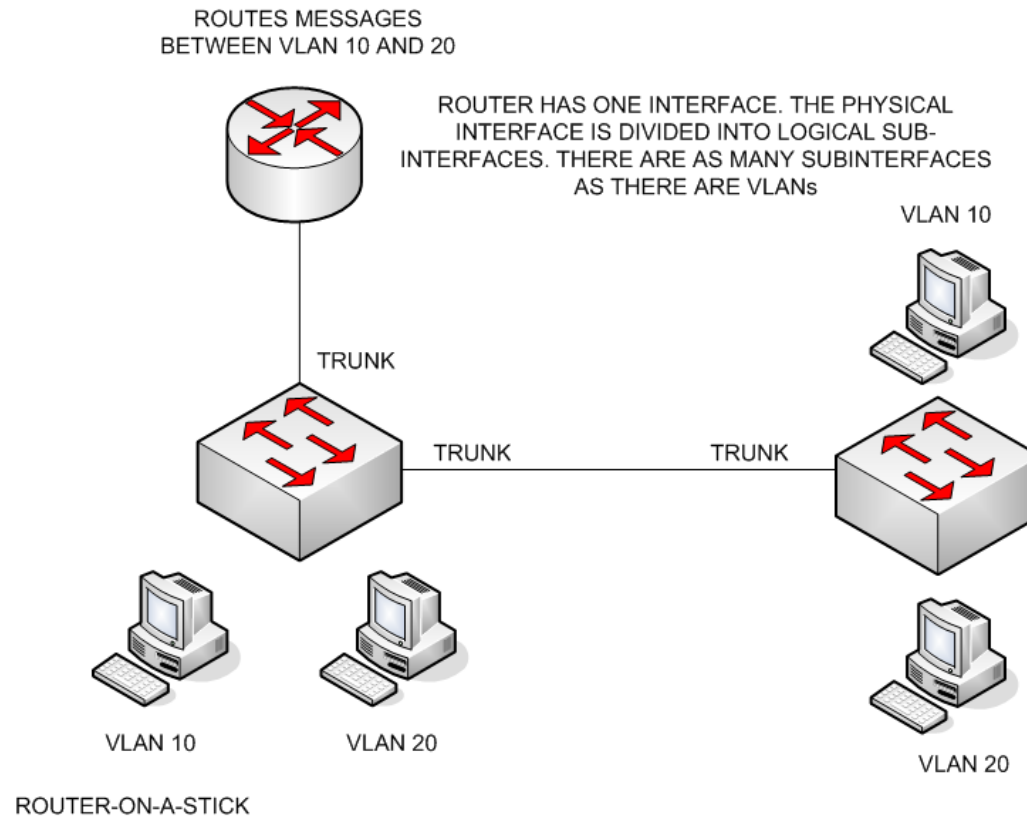 ROUTES MESSAGES
BETWEEN VLAN 10 AND 20
ROUTER HAS ONE INTERFACE. THE PHYSICAL
INTERFACE IS DIVIDED INTO LOGICAL SUB-
INTERFACES. THERE ARE AS MANY SUBINTERFACES
AS THERE ARE VLANs
VLAN 10
TRUNK
TRUNK
TRUNK
VLAN 10
VLAN 20
VLAN 20
ROUTER-ON-A-STICK